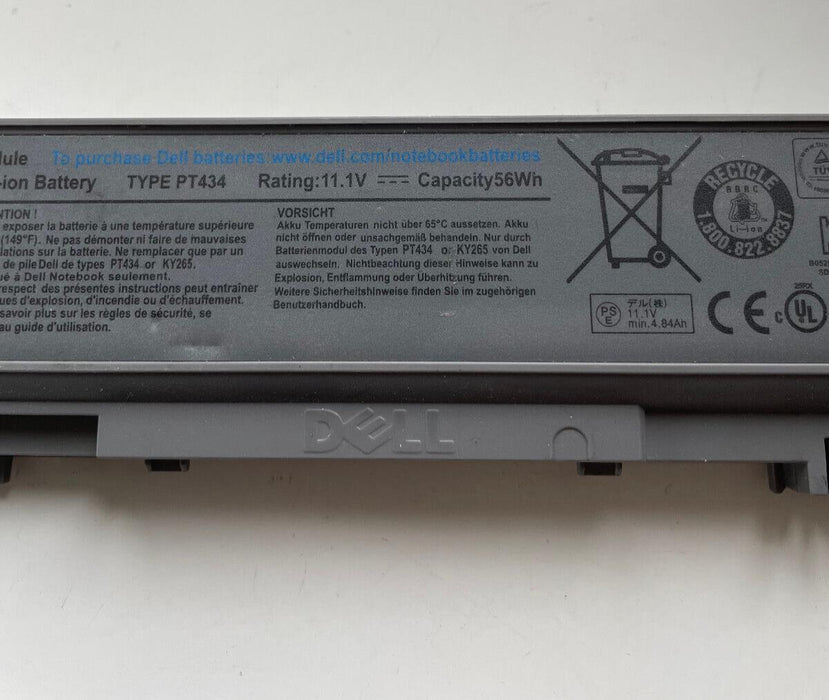 dule To purchase Dell batteries:www.dell.com/notebookbatteries
-ion Battery TYPE PT434 Rating:11.1V Capacity56Wh
NTION !
exposer la batterie à une température supérieure
(149°F). Ne pas démonter ni faire de mauvaises
lations sur la batterie. Ne remplacer que par un
de pileDell de types PT434 or KY265.
ué à Dell Notebook seulement.
respect des présentes instructions peut entraîner
ues d'explosion, d'incendie ou d'échauffement.
savoir plus sur les règles de sécurité, se
au guide d'utilisation.
VORSICHT
Akku Temperaturen nicht über 65°C aussetzen. Akku
nicht öffnen oder unsachgemäß behandeln. Nur durch
Batterienmodul des Typen PT434 or KY265 von Dell
auswechseln. Nichtbeachtung dieser Hinweise kann zu
Explosion, Entflammung oder Überhitzung führen.
Weitere Sicherheitshinweise finden Sie im zugehörigen
Benutzerhandbuch.
RECYCLE
RBRC
Li-ion
1.800.822.8837
TÜV
PS
E
デル(株)
11.1V
min.4.84Ah
CE
c UL
DELL